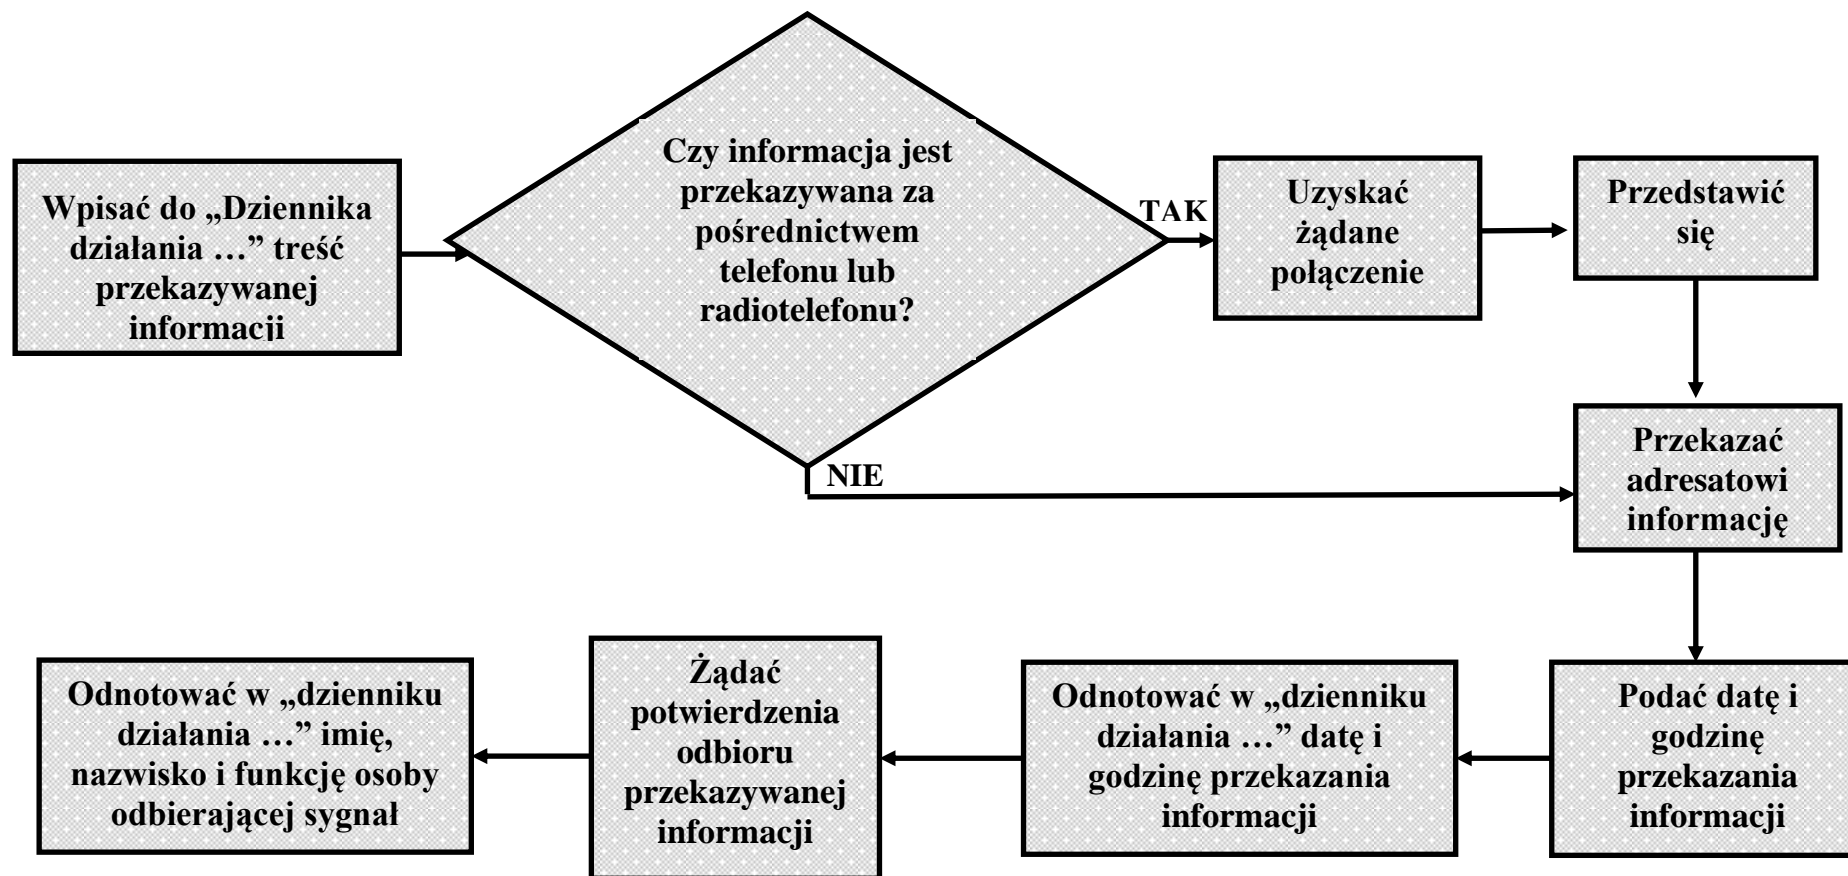 Wpisać do „Dziennika
działania …” treść
przekazywanej
informacji
Czy informacja jest
przekazywana za
pośrednictwem
telefonu lub
radiotelefonu?
TAK
Uzyskać
żądane
połączenie
Przedstawić
się
NIE
Przekazać
adresatowi
informację
Podać datę i
godzinę
przekazania
informacji
Odnotować w „dzienniku
działania …” datę i
godzinę przekazania
informacji
Żądać
potwierdzenia
odbioru
przekazywanej
informacji
Odnotować w „dzienniku
działania …” imię,
nazwisko i funkcję osoby
odbierającej sygnał